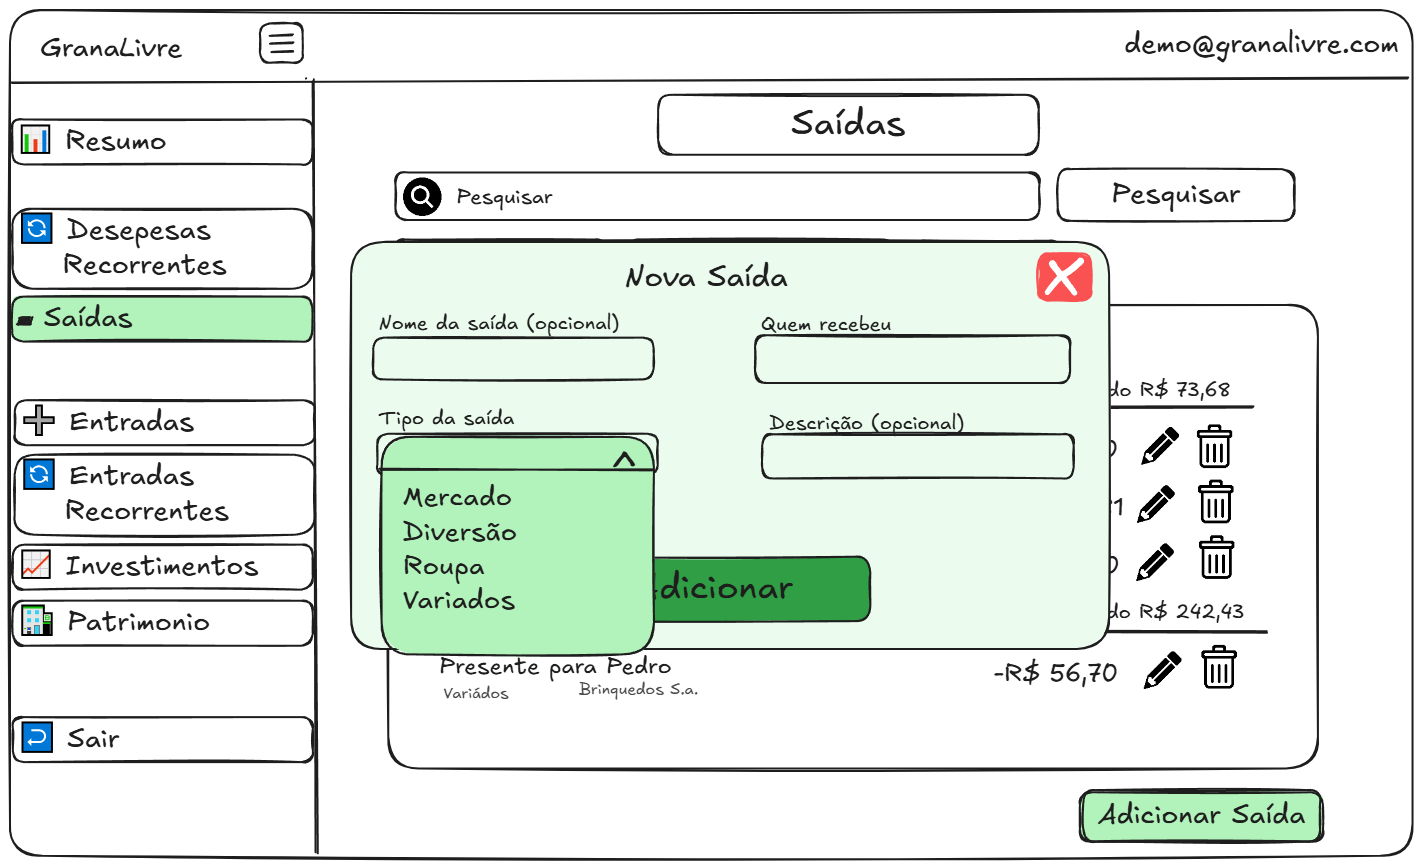 GranaLivre
demo@granalivre.com
Resumo
Desepesas
Recorrentes
Saídas
Entradas
Entradas
Recorrentes
Investimentos
Patrimonio
Sair
Saídas
Pesquisar
Pesquisar
Nova Saída
Nome da saída (opcional)
Quem recebeu
Tipo da saída
Descrição (opcional)
Mercado
Diversão
Roupa
Variados
dicionar
do R$ 73,68
1
do R$ 242,43
Presente para Pedro
-R$ 56,70
Variádos
Brinquedos S.a.
Adicionar Saída